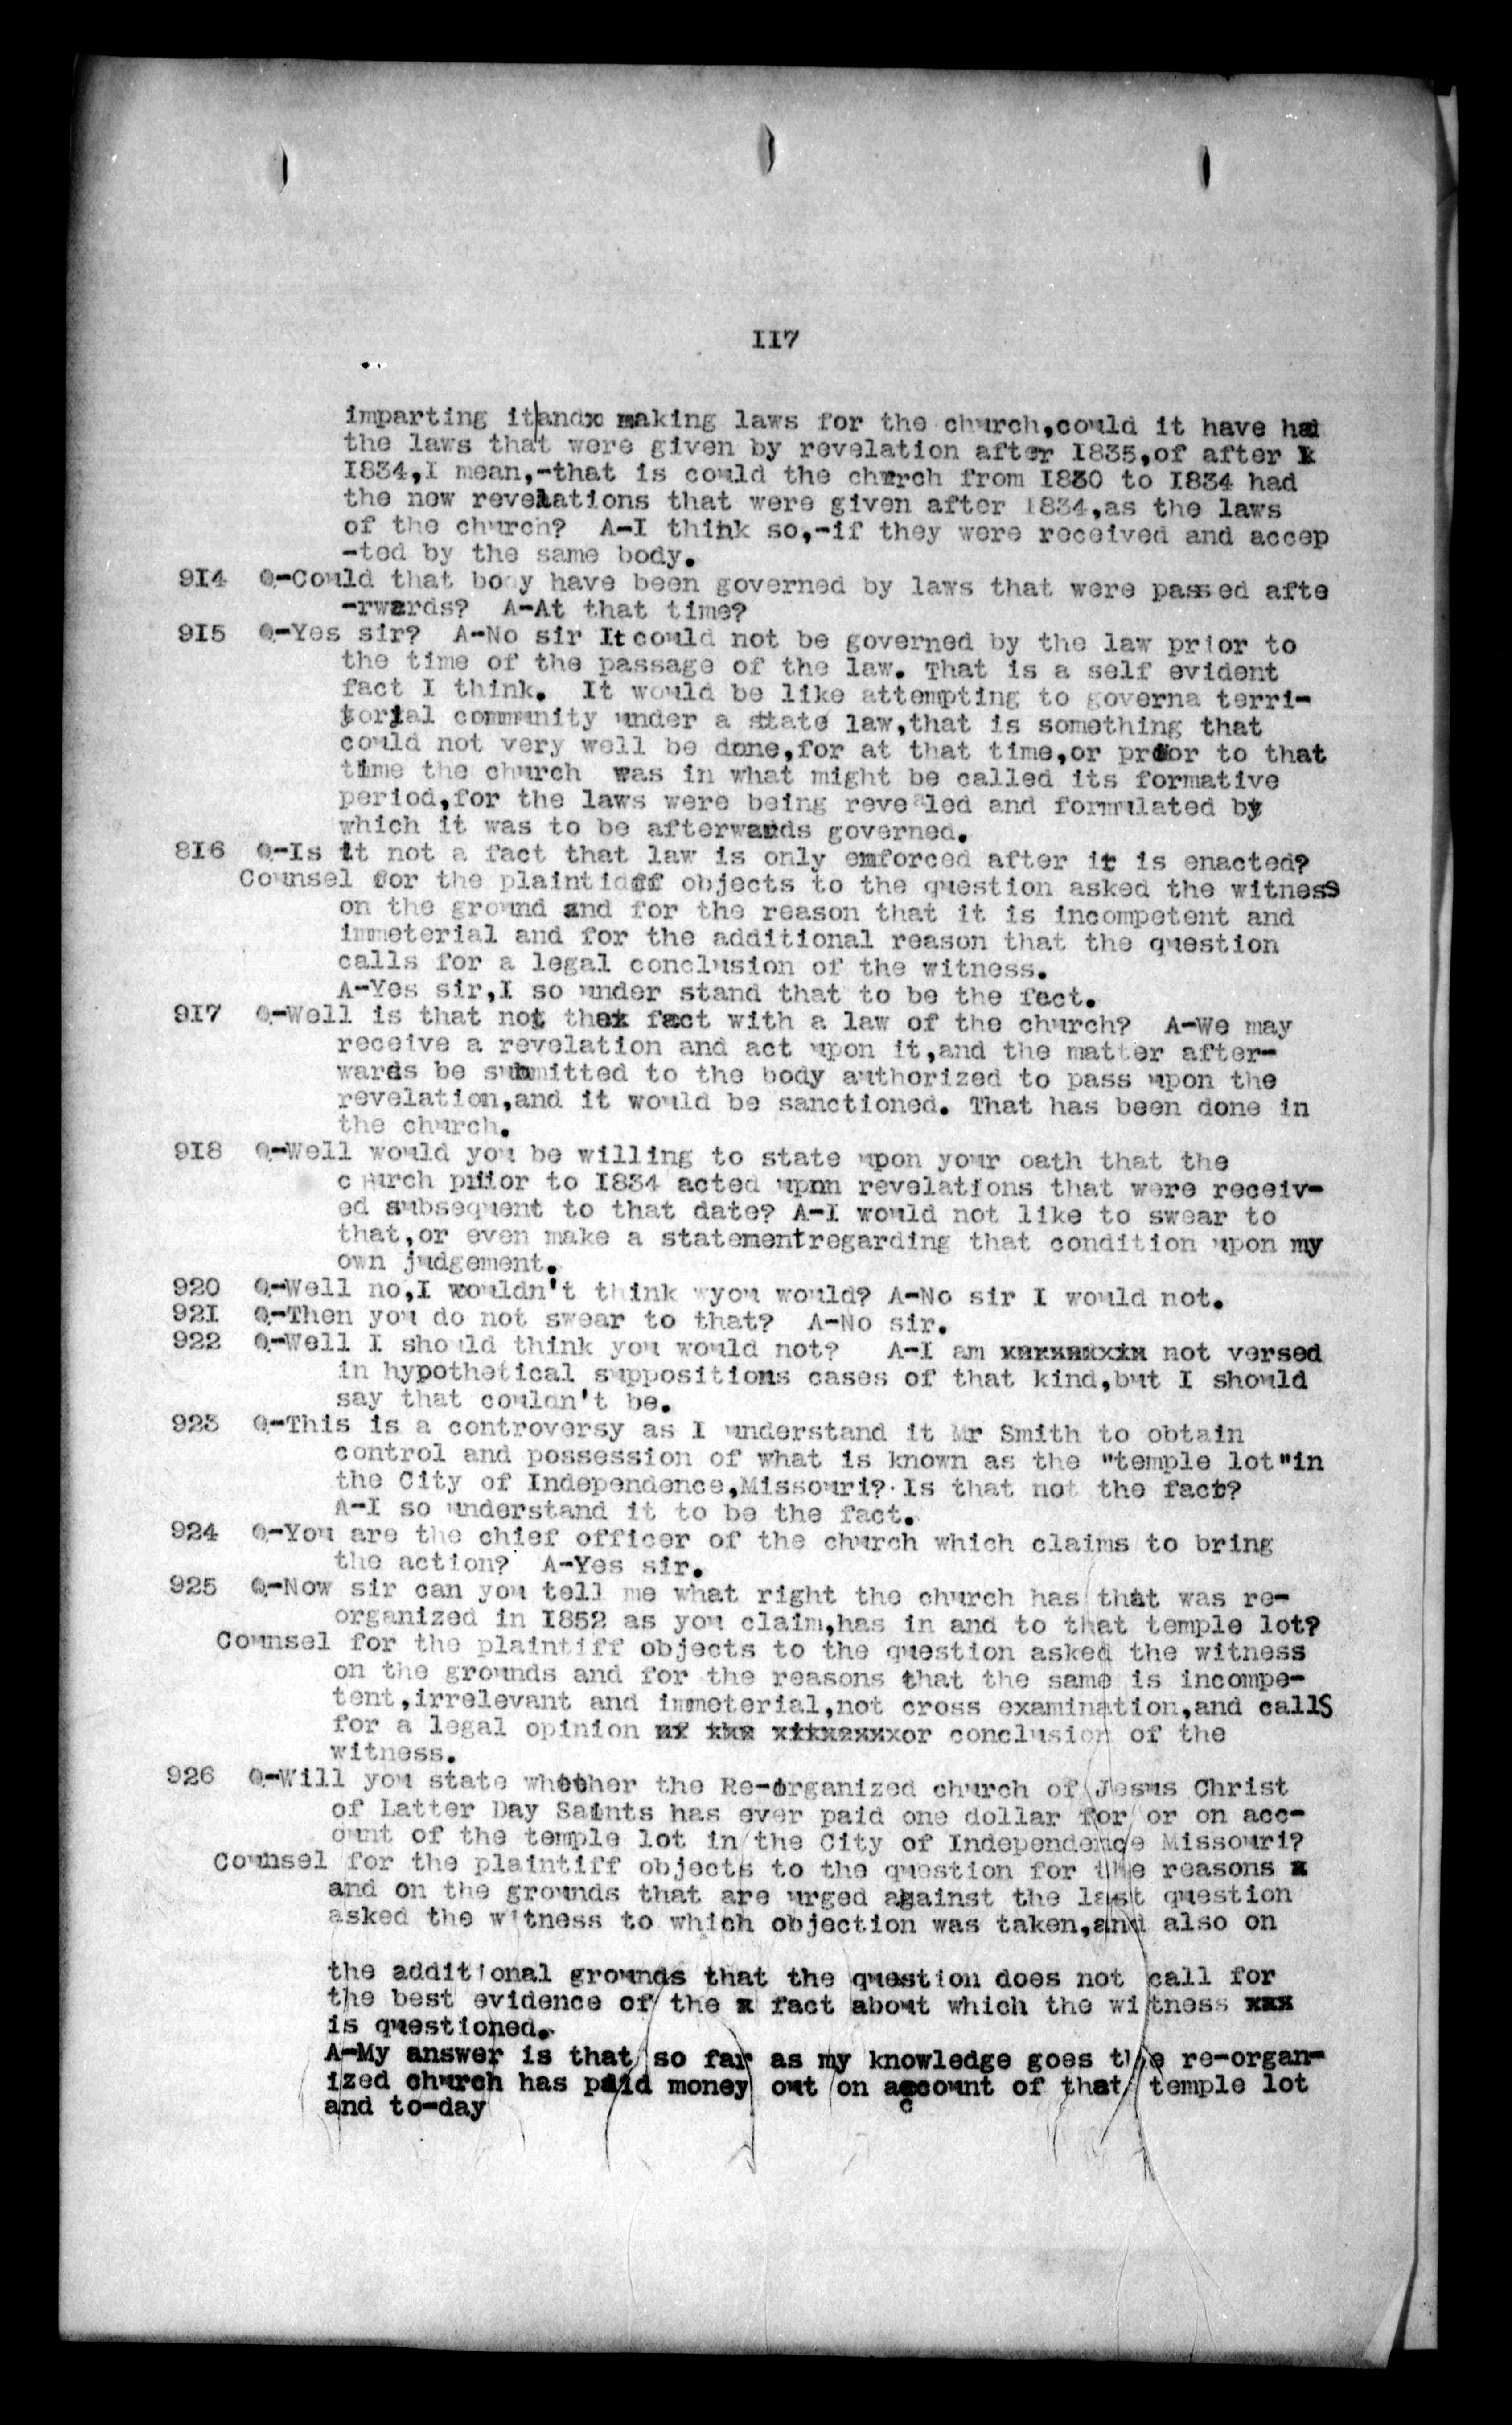 117
imparting it|andx making laws for the church,could it have had
the laws that were given by revelation after 1835,of after x
1834,I mean,-that is could the church from 1830 to 1834 had
the new revelations that were given after 1834,as the laws
of the church? A-I think so,-if they were received and accep
-ted by the same body.
914 Q-Could that body have been governed by laws that were passed afte
-rwards? A-At that time?
915 Q-Yes sir? A-No sir It could not be governed by the law prior to
the time of the passage of the law. That is a self evident
fact I think. It would be like attempting to governa terri-
torial community under a state law,that is something that
could not very well be done,for at that time,or prior to that
time the church was in what might be called its formative
period,for the laws were being revealed and formulated by
which it was to be afterwards governed.
816 Q-Is it not a fact that law is only enforced after it is enacted?
Counsel for the plaintidff objects to the question asked the witness
on the ground and for the reason that it is incompetent and
immeterial and for the additional reason that the question
calls for a legal conclusion of the witness.
A-Yes sir,I so under stand that to be the fact.
917 Q-Well is that not thex fact with a law of the church? A-We may
receive a revelation and act upon it,and the matter after-
wards be submitted to the body authorized to pass upon the
revelation,and it would be sanctioned. That has been done in
the church.
918 Q-Well would you be willing to state upon your oath that the
church priior to 1834 acted upnn revelations that were receiv-
ed subsequent to that date? A-I would not like to swear to
that,or even make a statementregarding that condition upon my
own judgement.
920 Q-Well no,I wouldn't think wyou would? A-No sir I would not.
921 Q-Then you do not swear to that? A-No sir.
922 Q-Well I should think you would not? A-I am xxxxxxxxx not versed
in hypothetical suppositions cases of that kind,but I should
say that couldn't be.
923 Q-This is a controversy as I understand it Mr Smith to obtain
control and possession of what is known as the "temple lot"in
the City of Independence,Missouri? Is that not the fact?
A-I so understand it to be the fact.
924 Q-You are the chief officer of the church which claims to bring
the action? A-Yes sir.
925 Q-Now sir can you tell me what right the church has that was re-
organized in 1852 as you claim,has in and to that temple lot?
Counsel for the plaintiff objects to the question asked the witness
on the grounds and for the reasons that the same is incompe-
tent,irrelevant and immeterial,not cross examination,and callS
for a legal opinion xx xxx xxxxxxxxor conclusion of the
witness.
926 Q-Will you state whether the Re-organized church of Jesus Christ
of Latter Day Saints has ever paid one dollar for or on acc-
ount of the temple lot in the City of Independence Missouri?
Counsel for the plaintiff objects to the question for the reasons x
and on the grounds that are urged against the last question
asked the witness to which objection was taken,and also on
the additional grounds that the question does not call for
the best evidence of the x fact about which the witness xxx
is questioned.
A-My answer is that so far as my knowledge goes the re-organ-
ized church has paid money out on account of that temple lot
and to-day